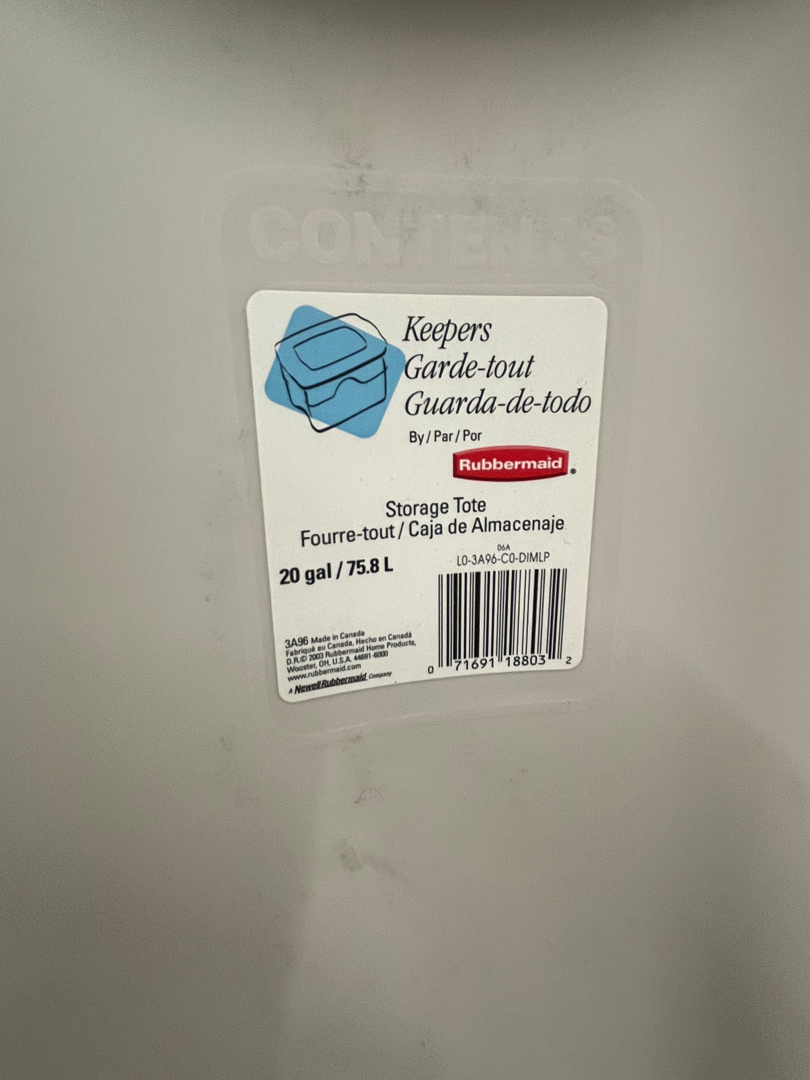 CONTENTS
Keepers
Garde-tout
Guarda-de-todo
By / Par / Por
Rubbermaid
Storage Tote
Fourre-tout / Caja de Almacenaje
20 gal / 75.8 L
06A
L0-3A96-C0-DIMLP
3A96 Made in Canada
Fabriqué au Canada, Hecho en Canadá
D.R.© 2003 Rubbermaid Home Products,
Wooster, OH, U.S.A. 44691-6000
www.rubbermaid.com
A Newell Rubbermaid Company
0 71691 18803 2